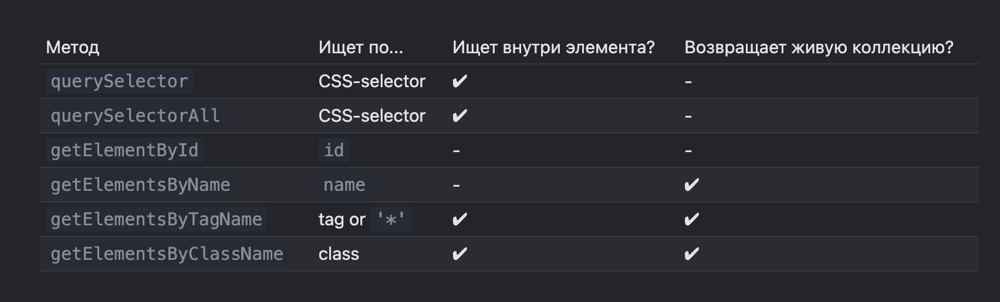 Метод Ищет по... Ищет внутри элемента? Возвращает живую коллекцию?
querySelector CSS-selector ✔ -
querySelectorAll CSS-selector ✔ -
getElementById id - -
getElementsByName name - ✔
getElementsByTagName tag or '*' ✔ ✔
getElementsByClassName class ✔ ✔